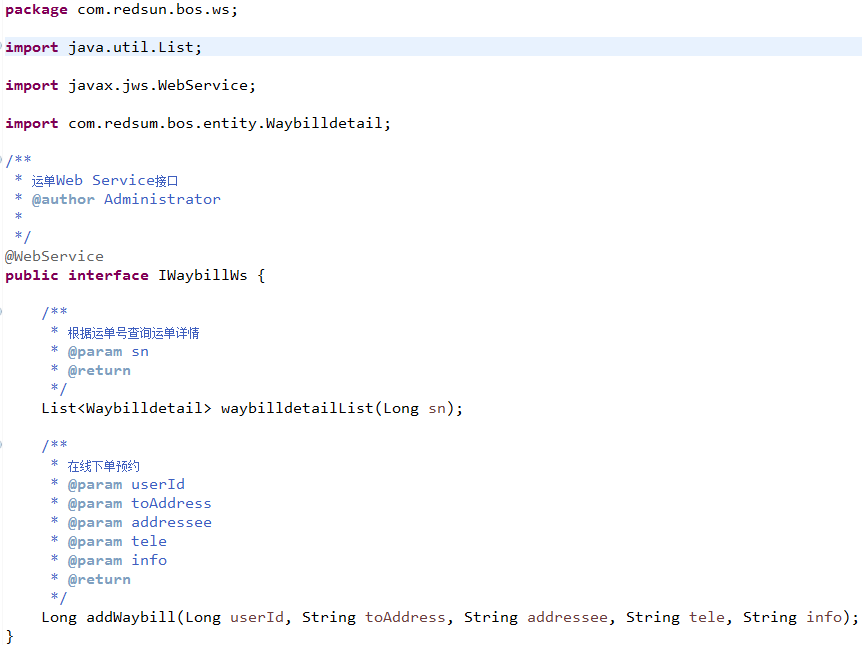 package com.redsun.bos.ws;
import java.util.List;
import javax.jws.WebService;
import com.redsum.bos.entity.Waybilldetail;
/**
* 运单Web Service接口
* @author Administrator
*
*/
@WebService
public interface IWaybillWs {
/**
* 根据运单号查询运单详情
* @param sn
* @return
*/
List<Waybilldetail> waybilldetailList(Long sn);
/**
* 在线下单预约
* @param userId
* @param toAddress
* @param addressee
* @param tele
* @param info
* @return
*/
Long addWaybill(Long userId, String toAddress, String addressee, String tele, String info);
}